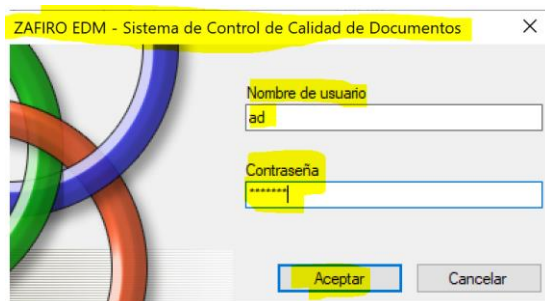 ZAFIRO EDM - Sistema de Control de Calidad de Documentos
Nombre de usuario
ad
Contraseña
*******
Aceptar
Cancelar